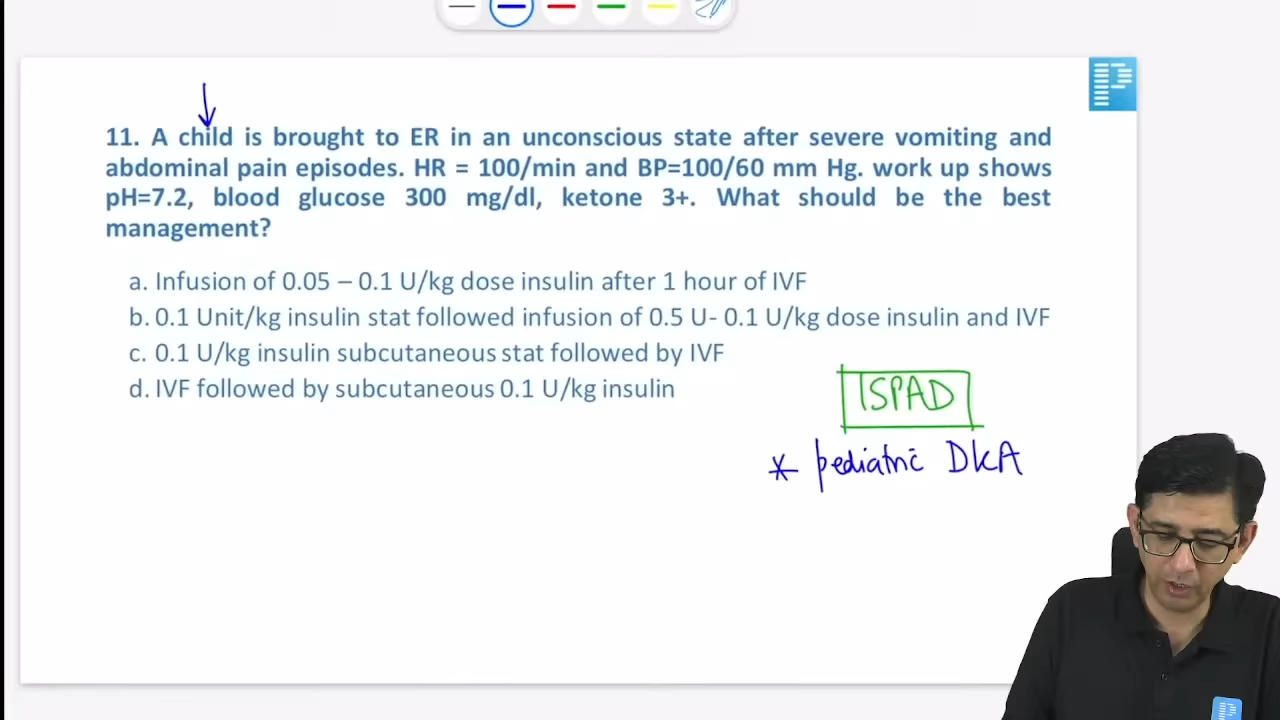 11. A child is brought to ER in an unconscious state after severe vomiting and
abdominal pain episodes. HR = 100/min and BP=100/60 mm Hg. work up shows
pH=7.2, blood glucose 300 mg/dl, ketone 3+. What should be the best
management?
a. Infusion of 0.05 – 0.1 U/kg dose insulin after 1 hour of IVF
b. 0.1 Unit/kg insulin stat followed infusion of 0.5 U- 0.1 U/kg dose insulin and IVF
c. 0.1 U/kg insulin subcutaneous stat followed by IVF
d. IVF followed by subcutaneous 0.1 U/kg insulin
ISPAD
* pediatric DKA